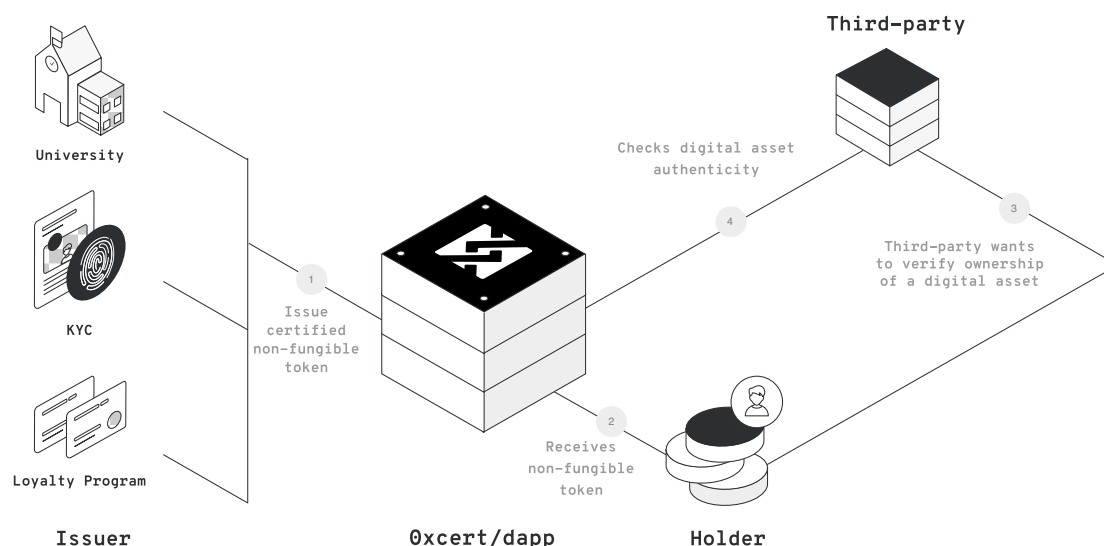 Third-party
University
Checks digital asset
authenticity
4
3
Third-party wants
to verify ownership
of a digital asset
1
Issue
certified
non-fungible
token
KYC
2
Receives
non-fungible
token
Loyalty Program
Issuer
0xcert/dapp
Holder